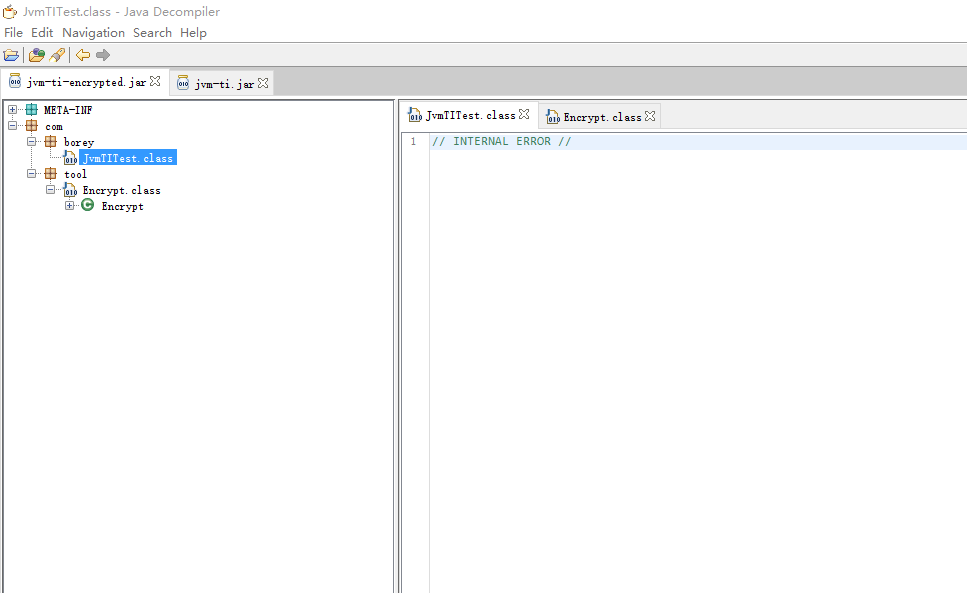 JvmTITest.class - Java Decompiler
File Edit Navigation Search Help
jvm-ti-encrypted.jar jvm-ti.jar
META-INF
com
borey
JvmTITest.class
tool
Encrypt.class
Encrypt
JvmTITest.class Encrypt.class
1 // INTERNAL ERROR //